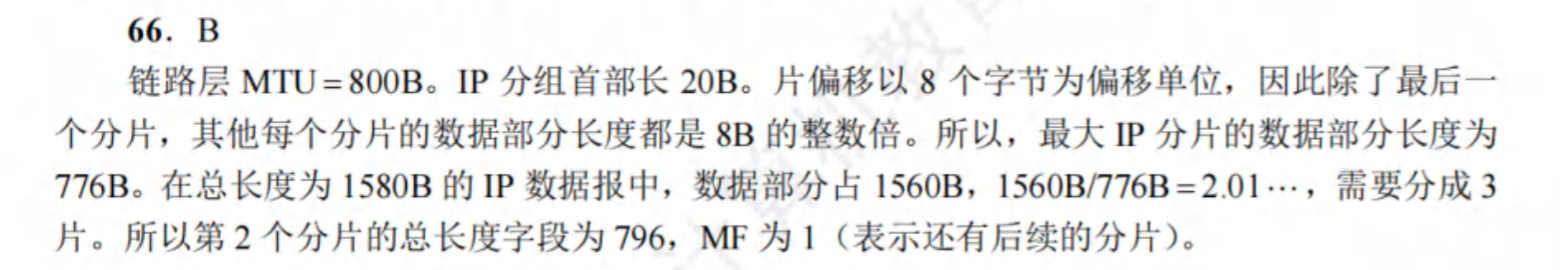 66．B
链路层 MTU＝800B。IP 分组首部长 20B。片偏移以 8 个字节为偏移单位，因此除了最后一
个分片，其他每个分片的数据部分长度都是 8B 的整数倍。所以，最大 IP 分片的数据部分长度为
776B。在总长度为 1580B 的 IP 数据报中，数据部分占 1560B，1560B/776B＝2.01…，需要分成 3
片。所以第 2 个分片的总长度字段为 796，MF 为 1（表示还有后续的分片）。